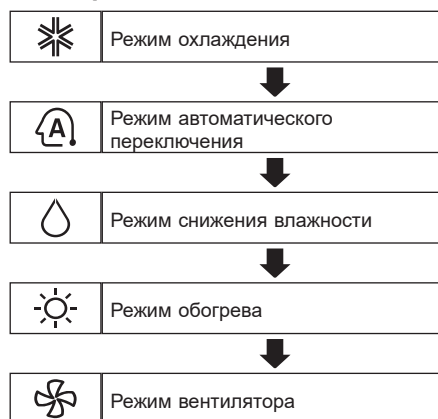 Режим охлаждения
A
Режим автоматического
переключения
Режим снижения влажности
Режим обогрева
Режим вентилятора